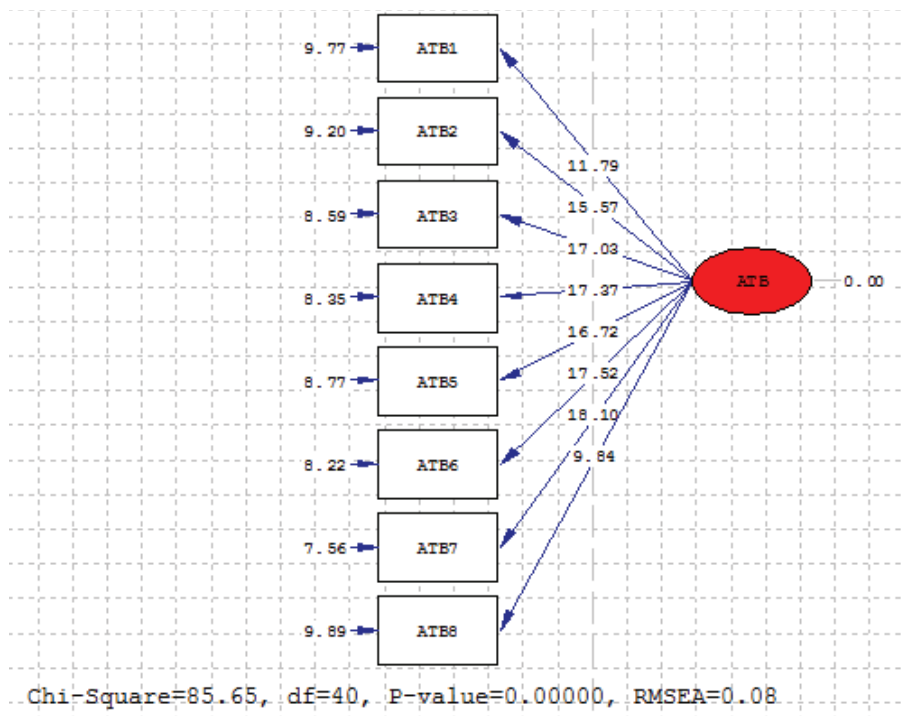 9.77 ATB1
9.20 ATB2
11.79
15.57
8.59 ATB3
17.03
ATB 0.00
8.35 ATB4 17.37
16.72
8.77 ATB5 17.52
18.10
8.22 ATB6 9.84
7.56 ATB7
9.89 ATB8
Chi-Square=85.65, df=40, P-value=0.00000, RMSEA=0.08